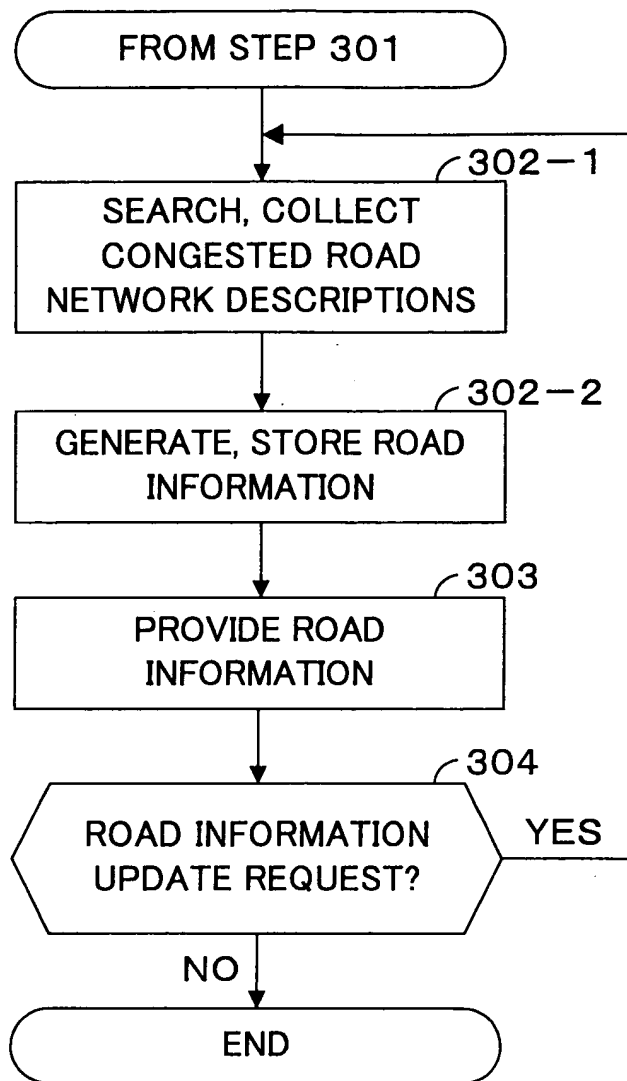 FROM STEP 301
302-1
SEARCH, COLLECT
CONGESTED ROAD
NETWORK DESCRIPTIONS
302-2
GENERATE, STORE ROAD
INFORMATION
303
PROVIDE ROAD
INFORMATION
304
ROAD INFORMATION
UPDATE REQUEST?
YES
NO
END